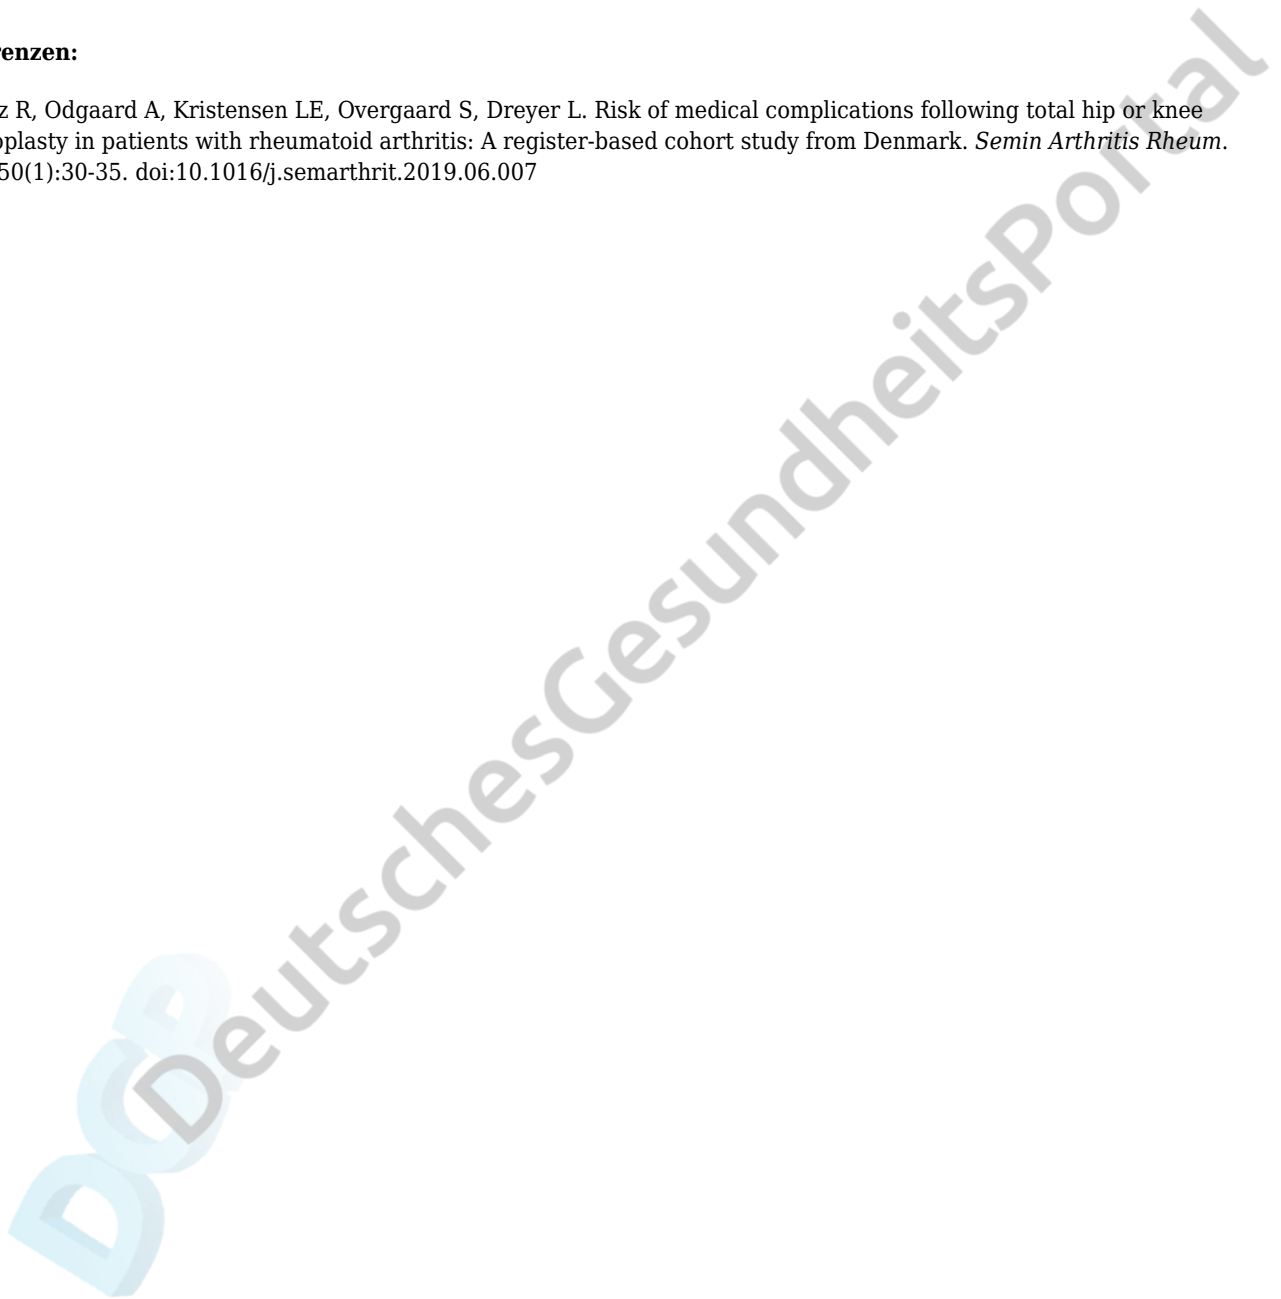 renzen:
z R, Odgaard A, Kristensen LE, Overgaard S, Dreyer L. Risk of medical complications following total hip or knee
oplasty in patients with rheumatoid arthritis: A register-based cohort study from Denmark. Semin Arthritis Rheum.
50(1):30-35. doi:10.1016/j.semarthrit.2019.06.007
DeutschesGesundheitsPortal
DGP